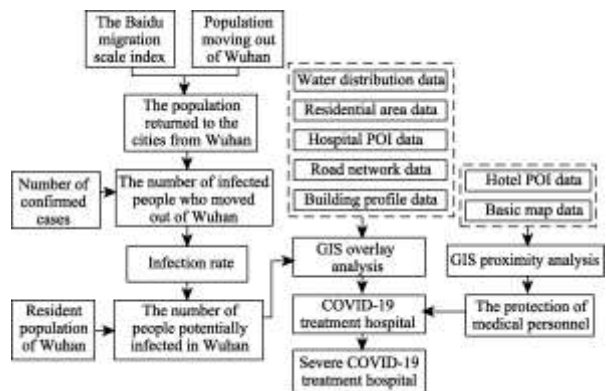 The Baidu
migration scale
index
Population
moving out
of Wuhan
The population
returned to the
cities from Wuhan
Number of
confirmed
cases
The number of infected
people who moved
out of Wuhan
Infection rate
Resident
population
of Wuhan
The number of
people potentially
infected in Wuhan
Water distribution data
Residential area data
Hospital POI data
Road network data
Building profile data
GIS overlay
analysis
COVID-19
treatment hospital
Severe COVID-19
treatment hospital
Hotel POI data
Basic map data
GIS proximity analysis
The protection of
medical personnel